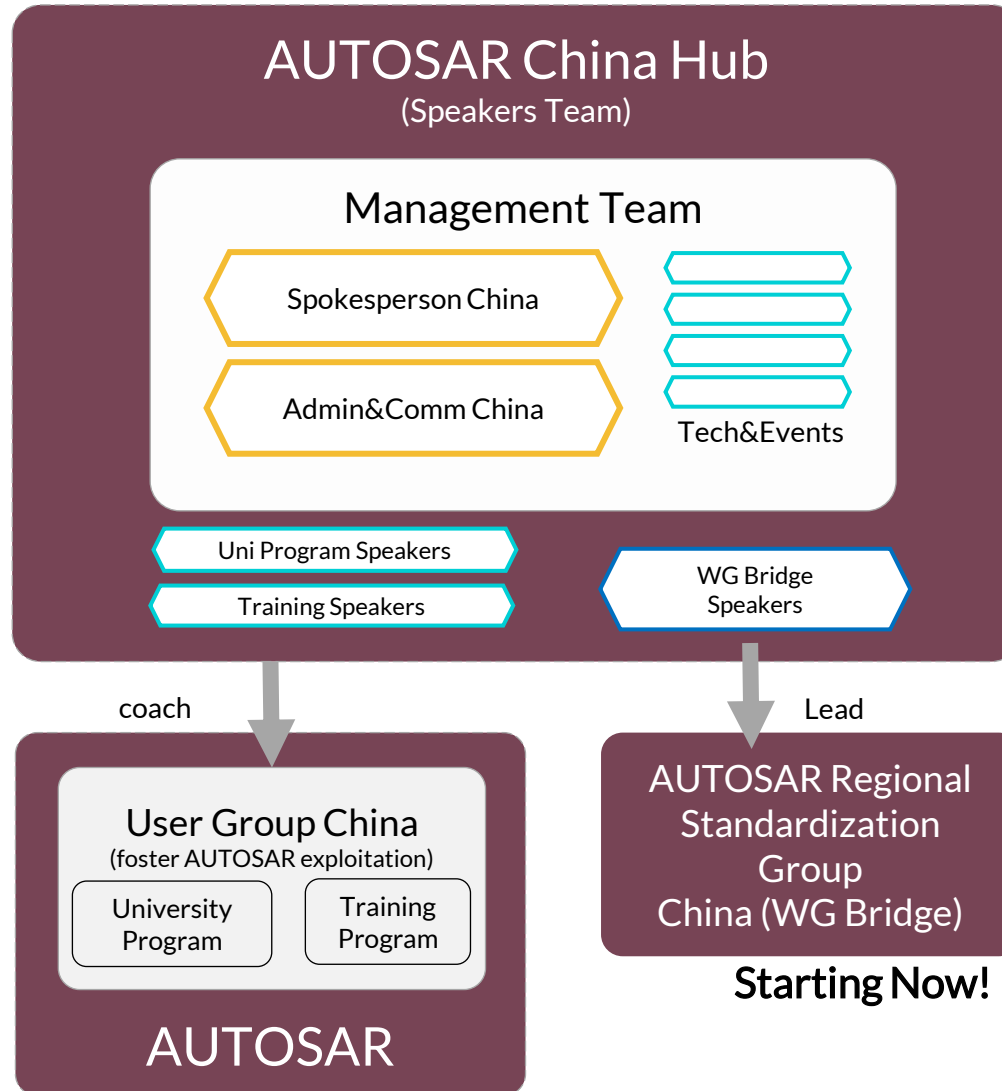 AUTOSAR China Hub
(Speakers Team)
Management Team
Spokesperson China
Admin&Comm China
Tech&Events
Uni Program Speakers
Training Speakers
WG Bridge
Speakers
coach
Lead
User Group China
(foster AUTOSAR exploitation)
University
Program
Training
Program
AUTOSAR
AUTOSAR Regional
Standardization
Group
China (WG Bridge)
Starting Now!